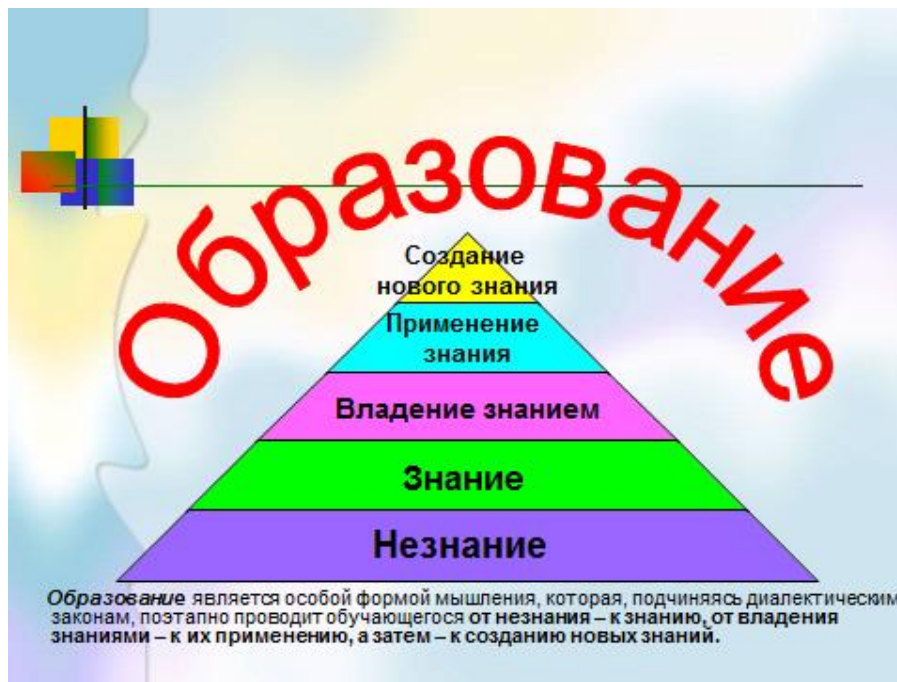 Образование
Создание
нового знания
Применение
знания
Владение знанием
Знание
Незнание
Образование является особой формой мышления, которая, подчиняясь диалектическим
законам, поэтапно проводит обучающегося от незнания – к знанию, от владения
знаниями – к их применению, а затем – к созданию новых знаний.